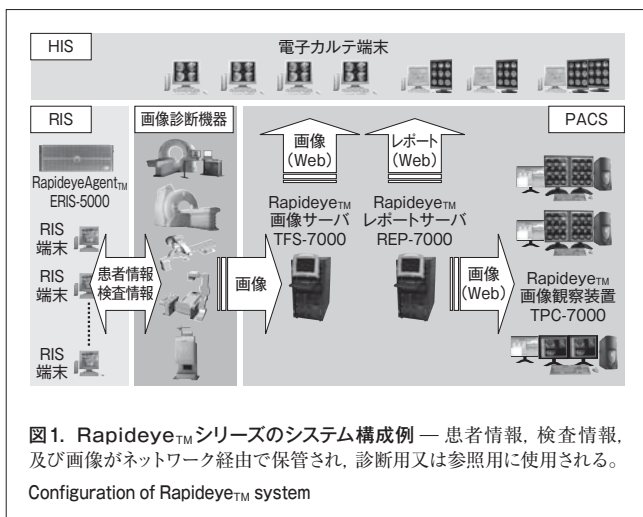 HIS
電子カルテ端末
RIS
画像診断機器
PACS
RapideyeAgentTM
ERIS-5000
RIS
端末
RIS
端末
RIS
端末
患者情報
検査情報
画像
画像
(Web)
レポート
(Web)
RapideyeTM
画像サーバ
TFS-7000
RapideyeTM
レポートサーバ
REP-7000
画像
(Web)
RapideyeTM
画像観察装置
TPC-7000
図1. RapideyeTMシリーズのシステム構成例 — 患者情報, 検査情報,
及び画像がネットワーク経由で保管され, 診断用又は参照用に使用される。
Configuration of RapideyeTM system